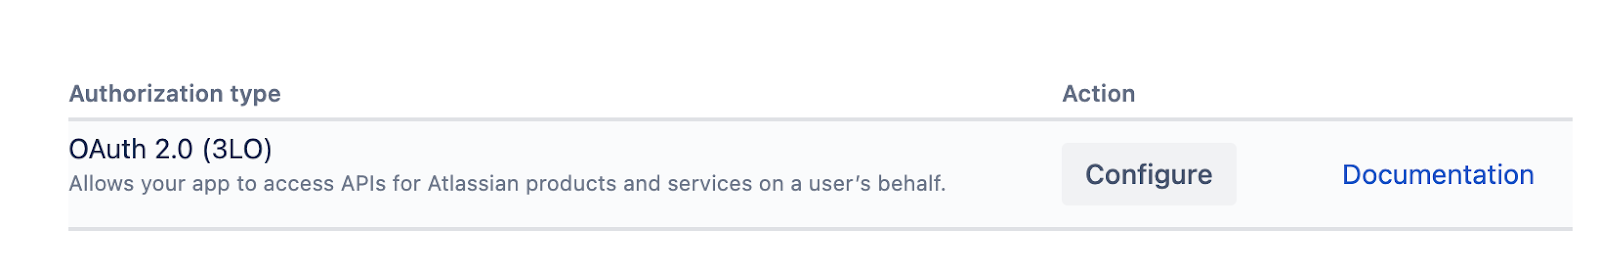 Authorization type
Action
OAuth 2.0 (3LO)
Allows your app to access APIs for Atlassian products and services on a user’s behalf.
Configure
Documentation